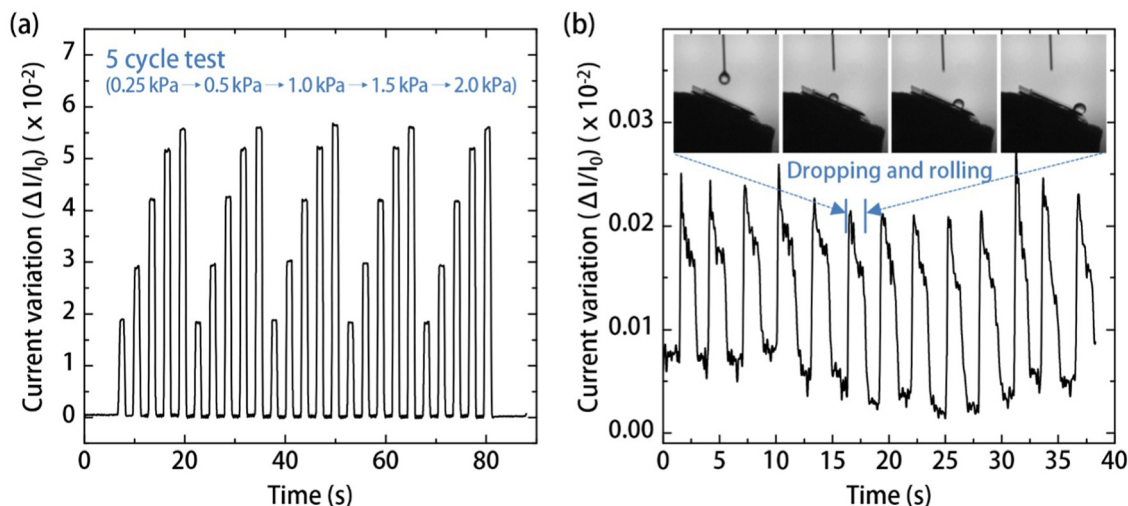 (a)
7
6
5
4
3
2
1
0
Current variation (ΔI/I₀) (x 10⁻²)
5 cycle test
(0.25 kPa→0.5 kPa→1.0 kPa→1.5 kPa→2.0 kPa)
0 20 40 60 80
Time (s)
(b)
0.03
0.02
0.01
0.00
Current variation (ΔI/I₀) (x 10⁻²)
Dropping and rolling
0 5 10 15 20 25 30 35 40
Time (s)